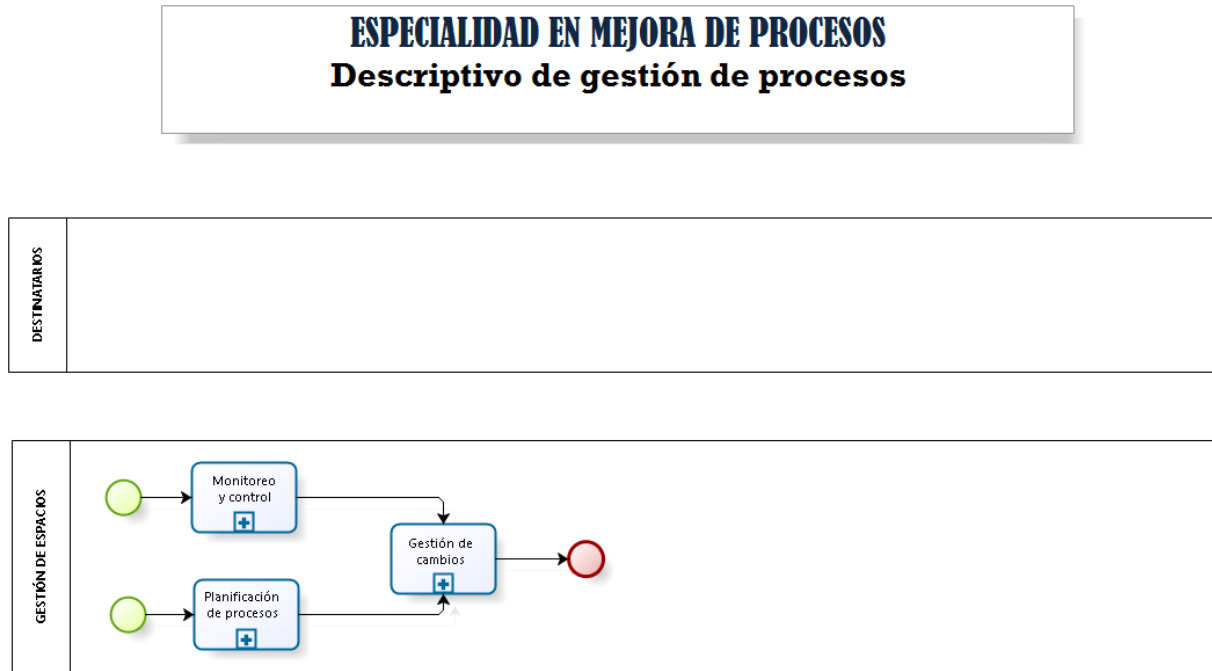 ESPECIALIDAD EN MEJORA DE PROCESOS
Descriptivo de gestión de procesos
DESTINATARIOS
GESTIÓN DE ESPACIOS
Monitoreo
y control
Gestión de
cambios
Planificación
de procesos